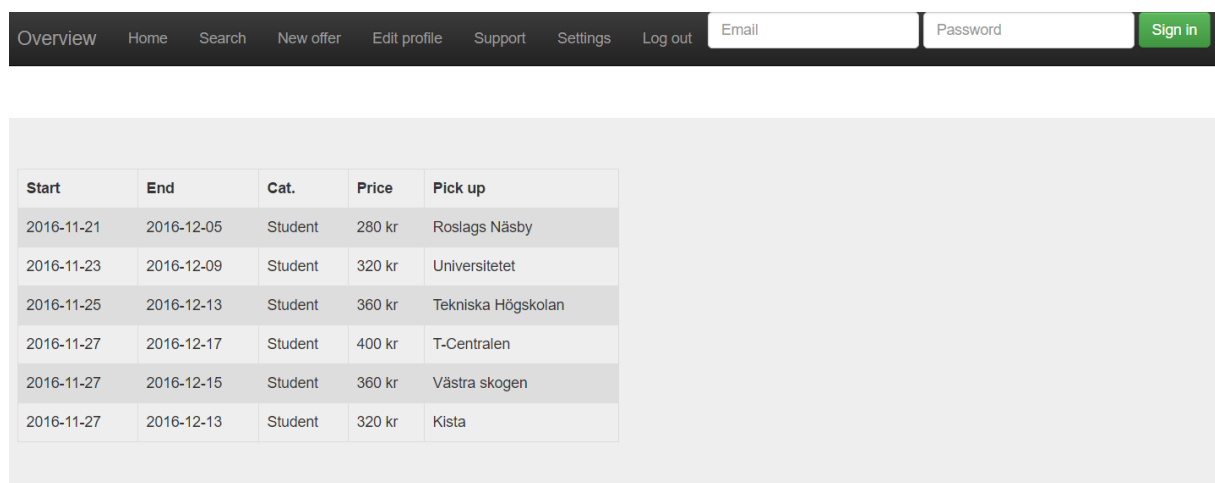 Overview Home Search New offer Edit profile Support Settings Log out Email Password Sign in
Start End Cat. Price Pick up
2016-11-21 2016-12-05 Student 280 kr Roslags Näsby
2016-11-23 2016-12-09 Student 320 kr Universitetet
2016-11-25 2016-12-13 Student 360 kr Tekniska Högskolan
2016-11-27 2016-12-17 Student 400 kr T-Centralen
2016-11-27 2016-12-15 Student 360 kr Västra skogen
2016-11-27 2016-12-13 Student 320 kr Kista